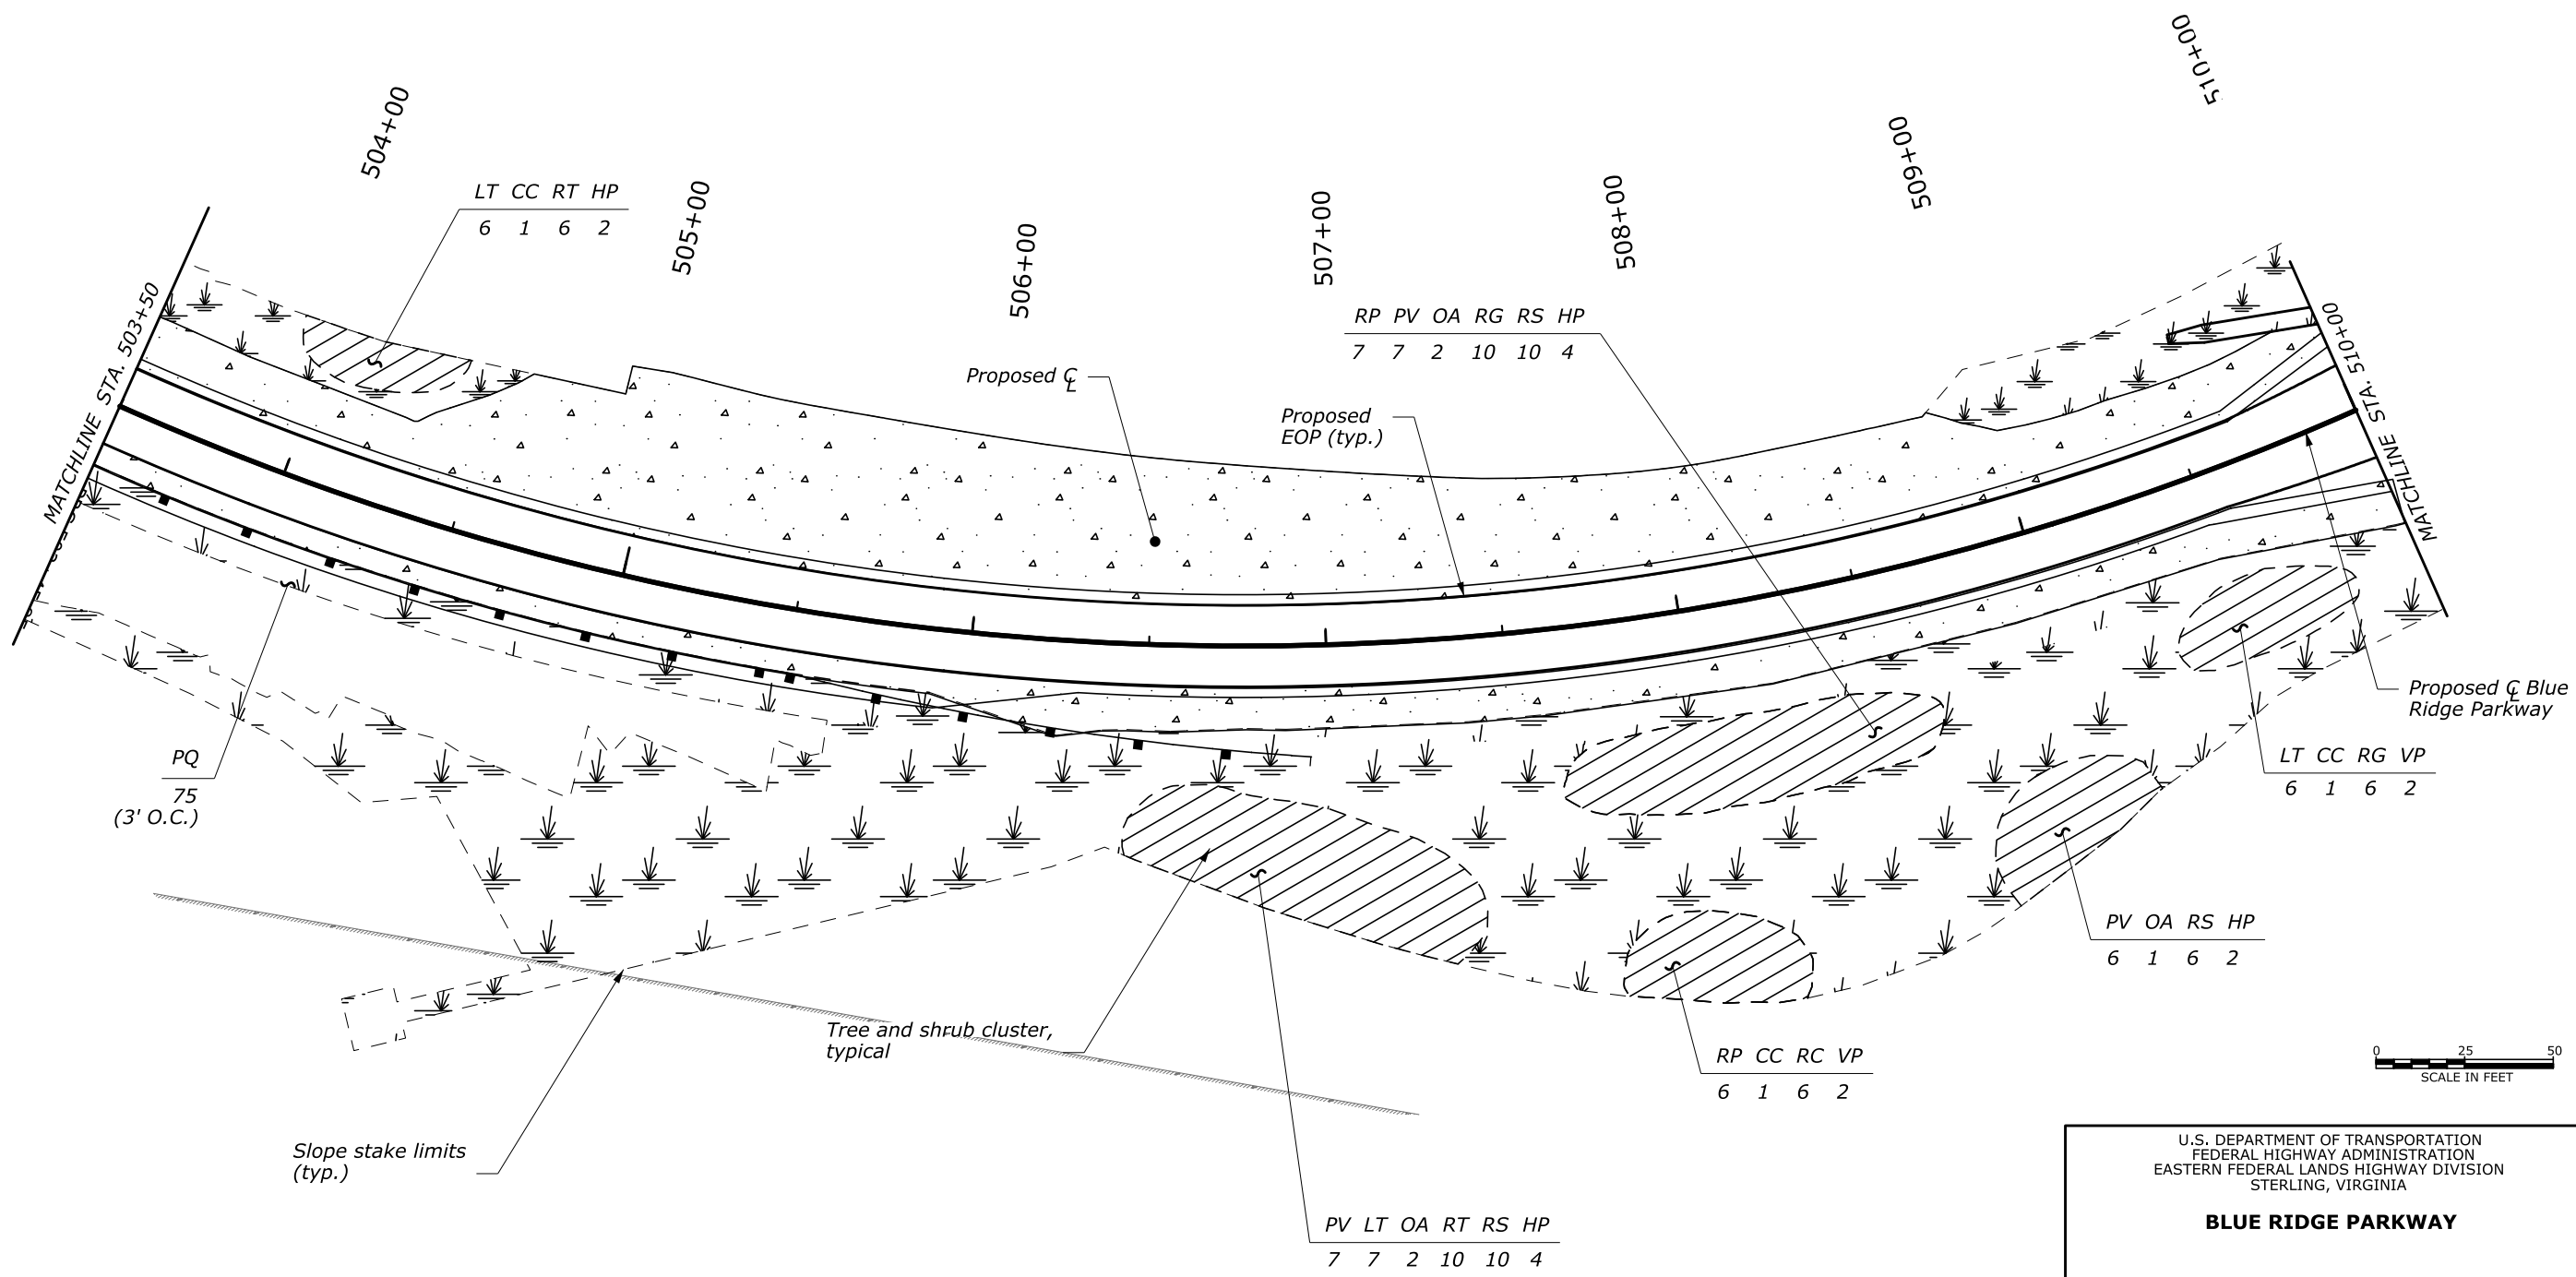 504+00
505+00
506+00
507+00
508+00
509+00
510+00
MATCHLINE STA. 503+50
LT CC RT HP
6 1 6 2
RP PV OA RG RS HP
7 7 2 10 10 4
Proposed CL
Proposed
EOP (typ.)
MATCHLINE STA. 510+00
Proposed CL Blue
Ridge Parkway
PQ
75
(3' O.C.)
LT CC RG VP
6 1 6 2
PV OA RS HP
6 1 6 2
Tree and shrub cluster,
typical
RP CC RC VP
6 1 6 2
Slope stake limits
(typ.)
PV LT OA RT RS HP
7 7 2 10 10 4
0 25 50
SCALE IN FEET
U.S. DEPARTMENT OF TRANSPORTATION
FEDERAL HIGHWAY ADMINISTRATION
EASTERN FEDERAL LANDS HIGHWAY DIVISION
STERLING, VIRGINIA
BLUE RIDGE PARKWAY